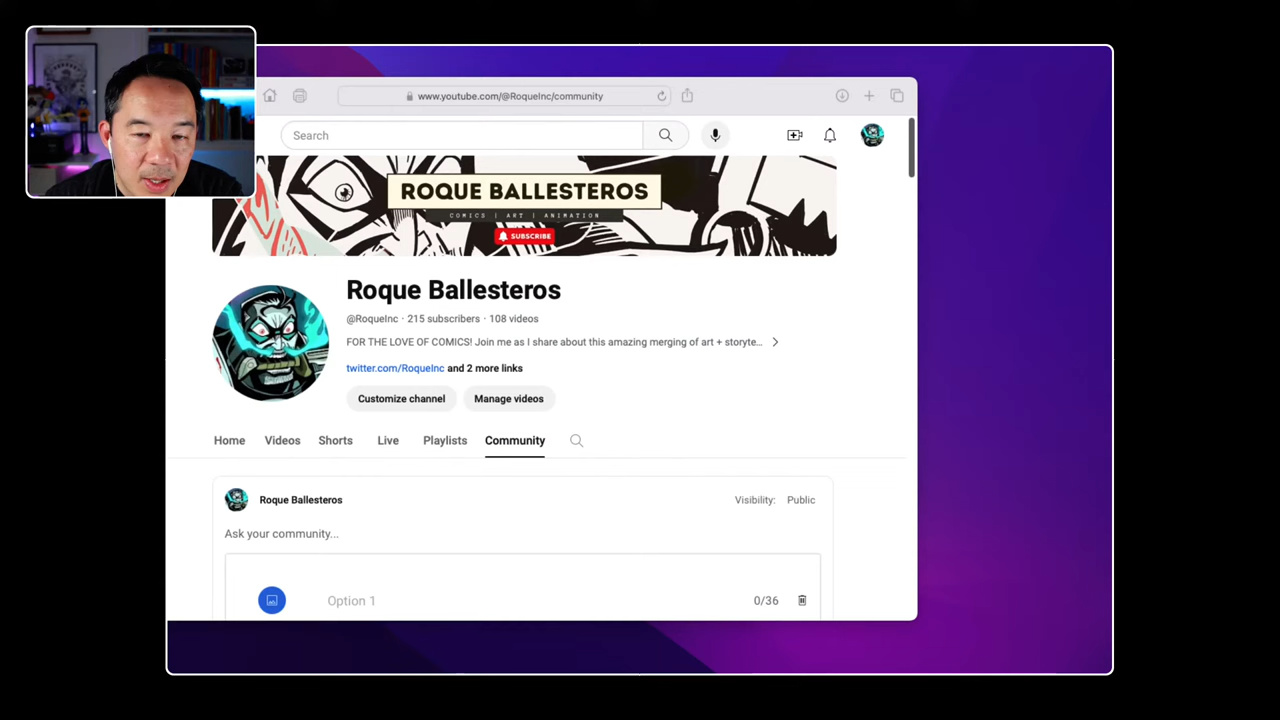 www.youtube.com/@RoqueInc/community
Search
ROQUE BALLESTEROS
COMICS | ART | ANIMATION
SUBSCRIBE
Roque Ballesteros
@RoqueInc · 215 subscribers · 108 videos
FOR THE LOVE OF COMICS! Join me as I share about this amazing merging of art + storyte...
twitter.com/RoqueInc and 2 more links
Customize channel Manage videos
Home Videos Shorts Live Playlists Community
Roque Ballesteros Visibility: Public
Ask your community...
Option 1 0/36